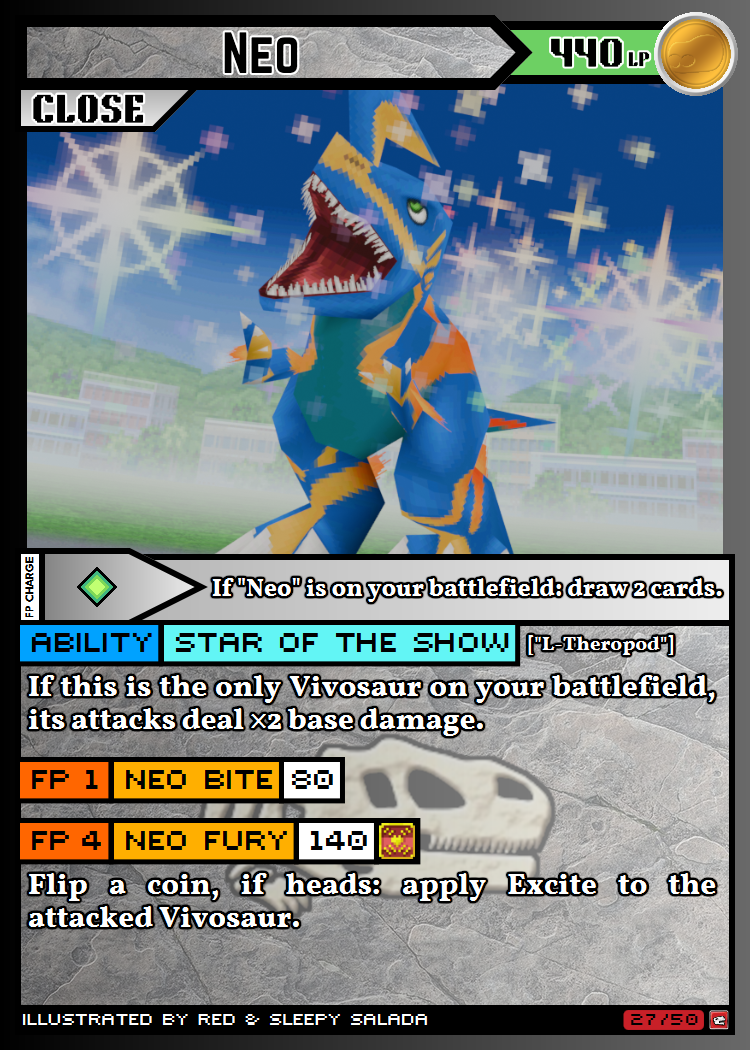 NEO
440 LP
CLOSE
FP CHARGE
If "Neo" is on your battlefield: draw 2 cards.
ABILITY STAR OF THE SHOW ["L-Theropod"]
If this is the only Vivosaur on your battlefield,
its attacks deal ×2 base damage.
FP 1 NEO BITE 80
FP 4 NEO FURY 140
Flip a coin, if heads: apply Excite to the
attacked Vivosaur.
ILLUSTRATED BY RED & SLEEPY SALADA
27/50